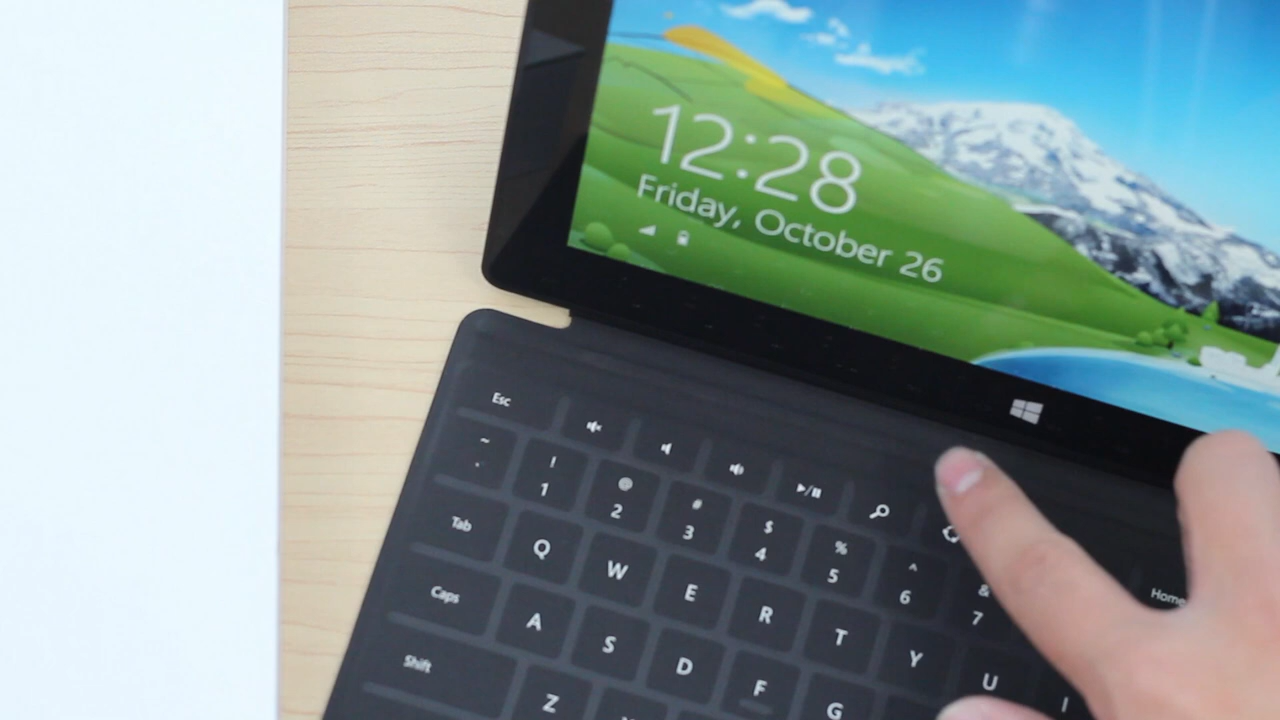 12:28
Friday, October 26
Esc
~ ! @ # $ % ^ &
1 2 3 4 5 6 7
Tab Q W E R T Y U I
Caps A S D F G
Shift Z
Home